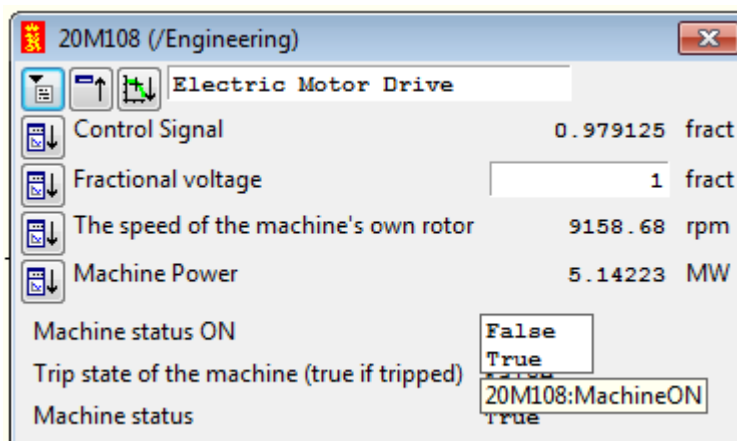 20M108 (/Engineering)
Electric Motor Drive
Control Signal 0.979125 fract
Fractional voltage 1 fract
The speed of the machine's own rotor 9158.68 rpm
Machine Power 5.14223 MW
Machine status ON False
True
Trip state of the machine (true if tripped)
20M108:MachineON
Machine status True